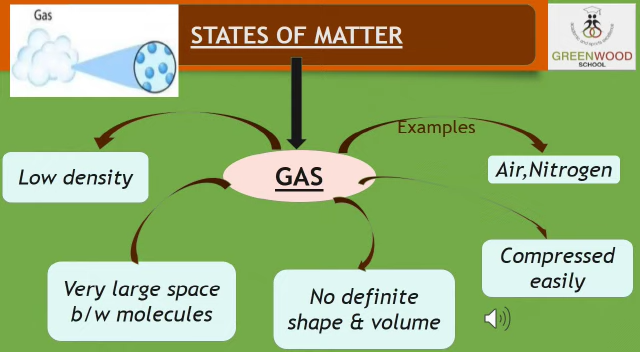 Gas
STATES OF MATTER
GREENWOOD
SCHOOL
Examples
Low density
GAS
Air,Nitrogen
Very large space
b/w molecules
No definite
shape & volume
Compressed
easily